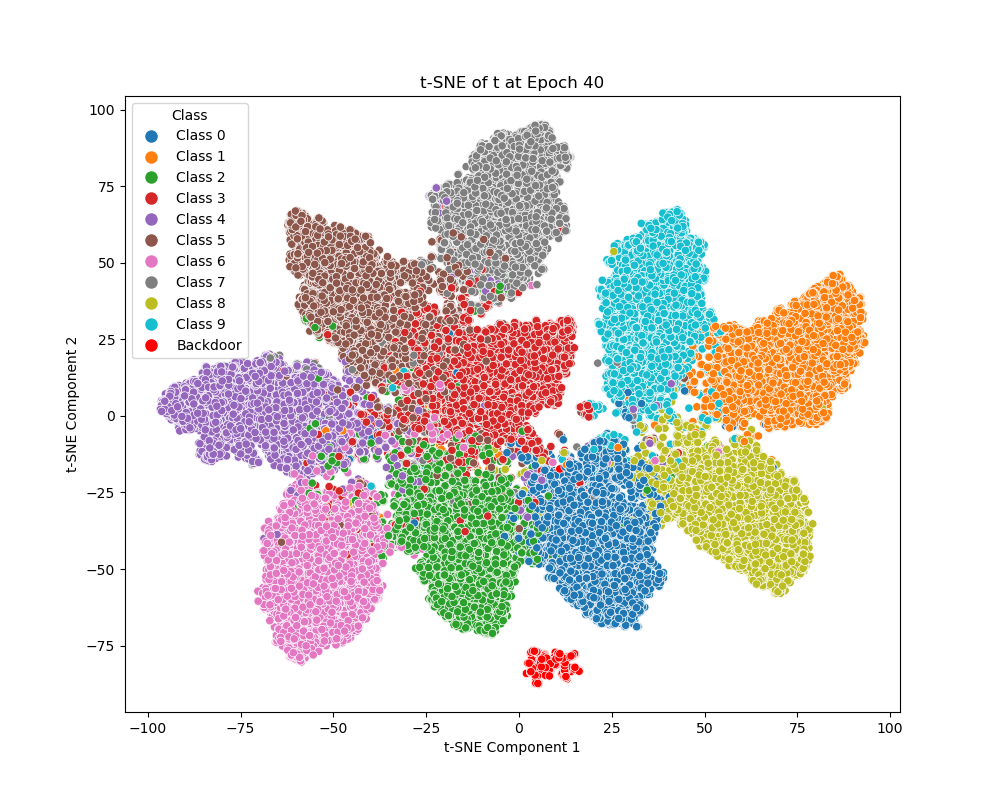 t-SNE of t at Epoch 40
Class
Class 0
Class 1
Class 2
Class 3
Class 4
Class 5
Class 6
Class 7
Class 8
Class 9
Backdoor
100
75
50
25
0
−25
−50
−75
t-SNE Component 2
−100
−75
−50
−25
0
25
50
75
100
t-SNE Component 1